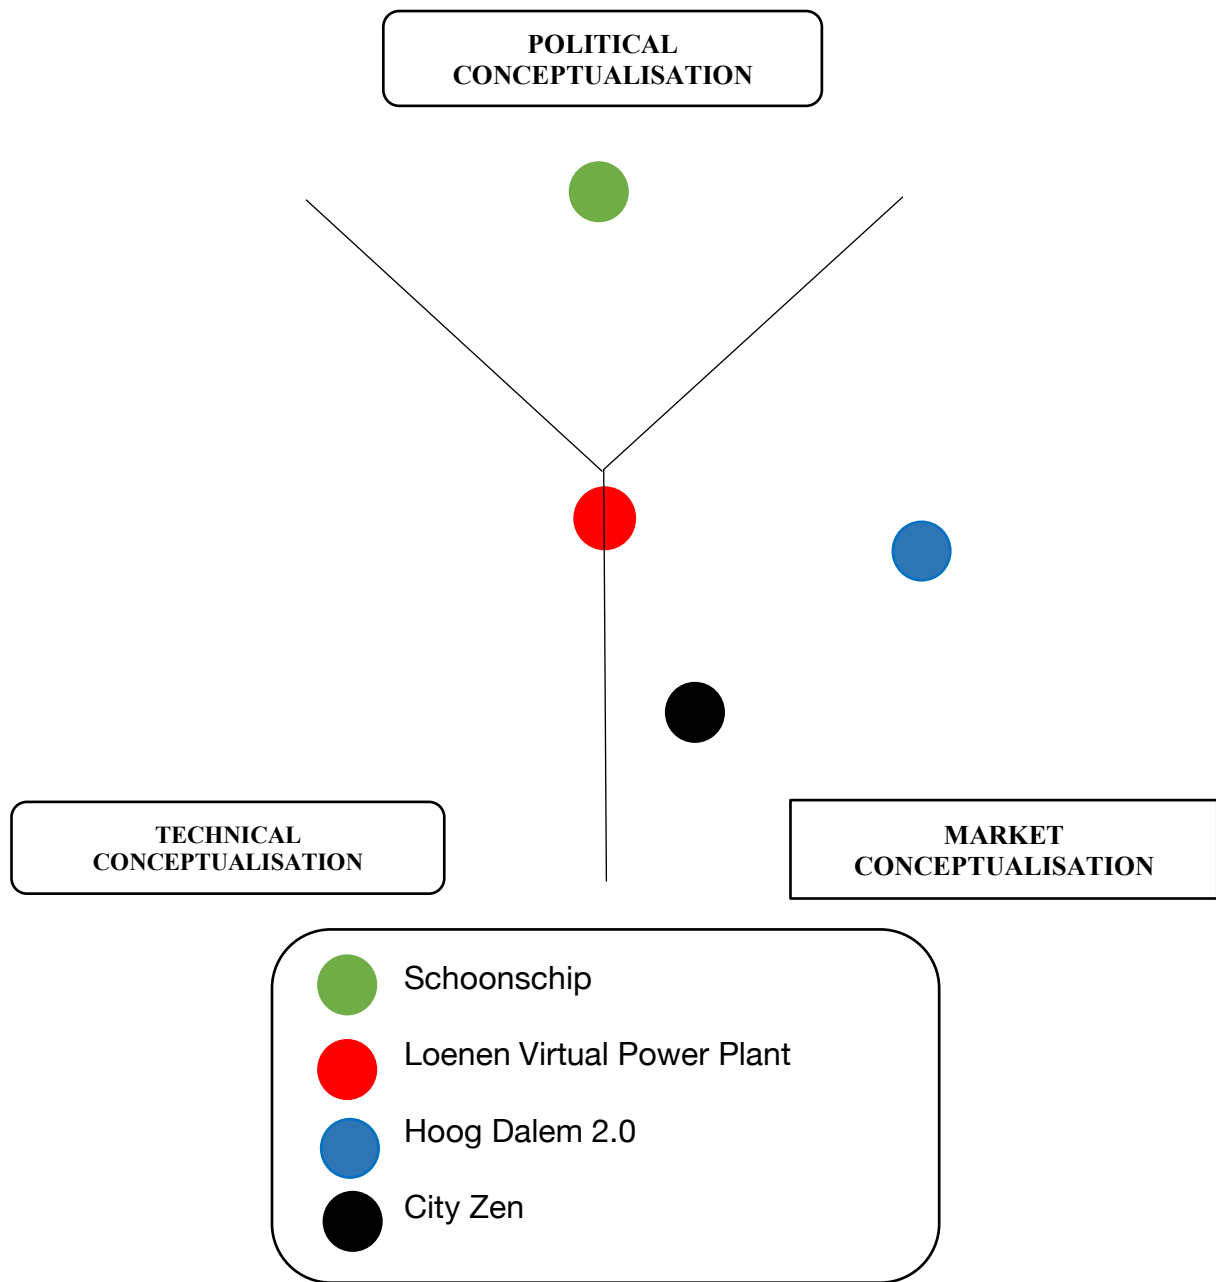 POLITICAL
CONCEPTUALISATION
TECHNICAL
CONCEPTUALISATION
MARKET
CONCEPTUALISATION
Schoonschip
Loenen Virtual Power Plant
Hoog Dalem 2.0
City Zen